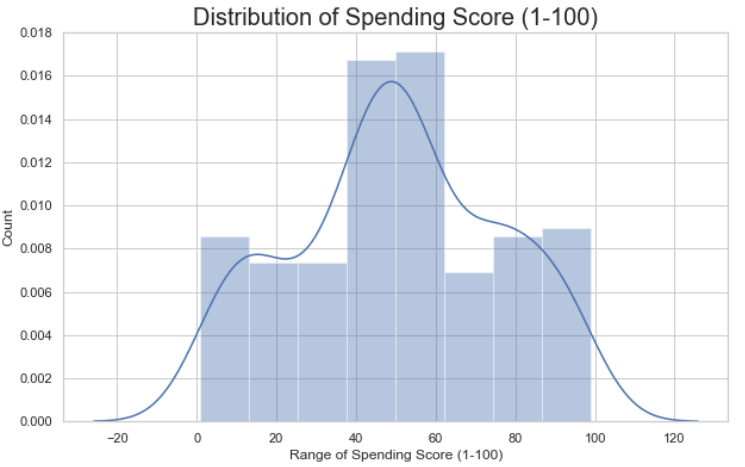 Distribution of Spending Score (1-100)
0.018
0.016
0.014
0.012
0.010
0.008
0.006
0.004
0.002
0.000
Count
−20 0 20 40 60 80 100 120
Range of Spending Score (1-100)